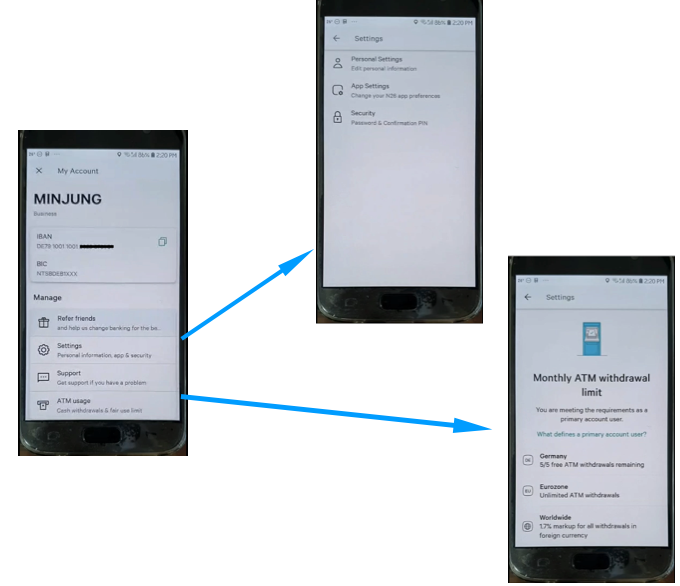 2:20 PM
My Account
MINJUNG
Business
IBAN
DE79 1001 1001
BIC
NTSBDEB1XXX
Manage
Refer friends
and help us change banking for the be...
Settings
Personal information, app & security
Support
Get support if you have a problem
ATM usage
Cash withdrawals & fair use limit
86% 2:20 PM
Settings
Personal Settings
Edit personal information
App Settings
Change your N26 app preferences
Security
Password & Confirmation PIN
86% 2:20 PM
Settings
Monthly ATM withdrawal
limit
You are meeting the requirements as a
primary account user.
What defines a primary account user?
DE
Germany
5/5 free ATM withdrawals remaining
EU
Eurozone
Unlimited ATM withdrawals
Worldwide
1.7% markup for all withdrawals in
foreign currency